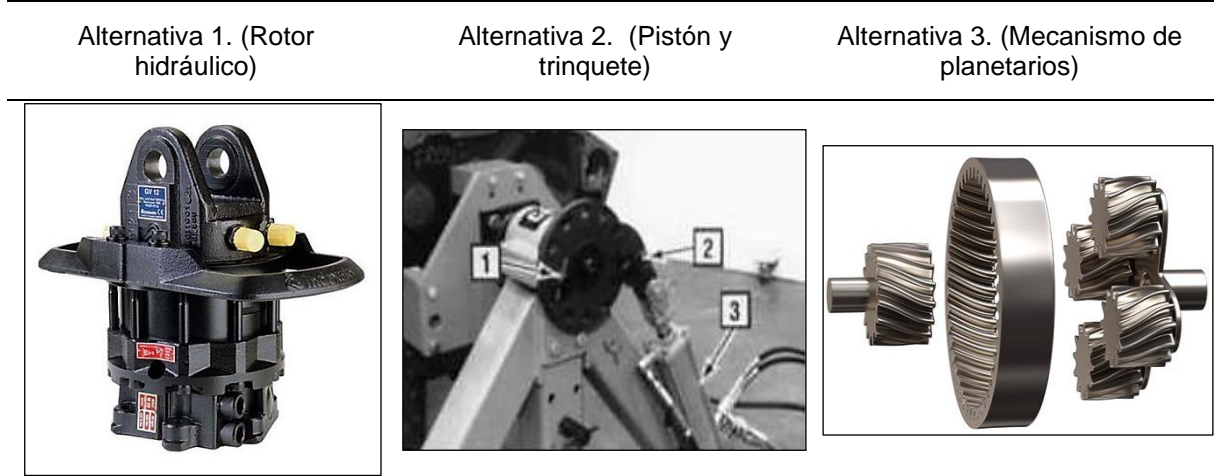 Alternativa 1. (Rotor
hidráulico)
Alternativa 2. (Pistón y
trinquete)
Alternativa 3. (Mecanismo de
planetarios)
GV 12
1
2
3